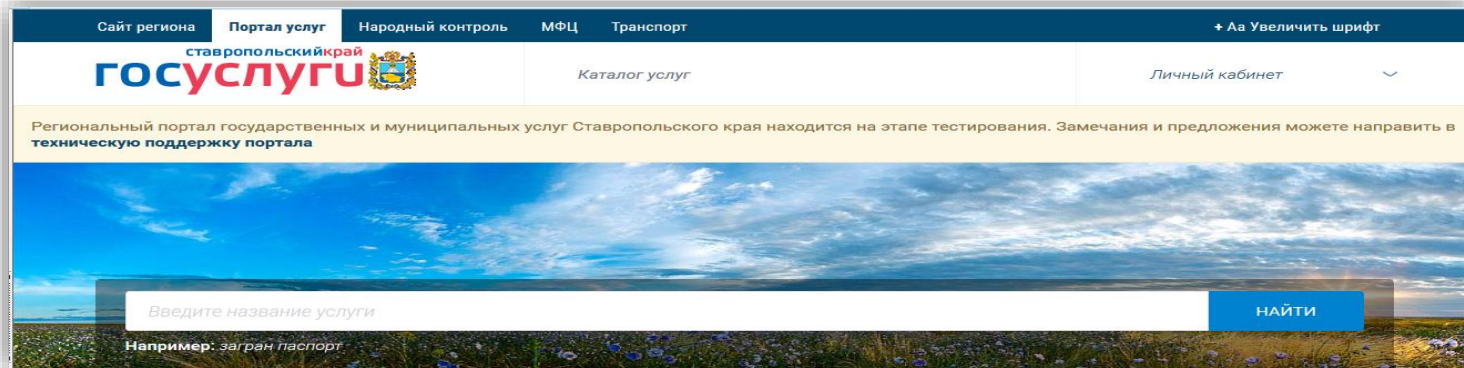 Сайт региона Портал услуг Народный контроль МФЦ Транспорт + Aa Увеличить шрифт
ставропольскийкрай
госуслуги
Каталог услуг
Личный кабинет
Региональный портал государственных и муниципальных услуг Ставропольского края находится на этапе тестирования. Замечания и предложения можете направить в
техническую поддержку портала
Введите название услуги
НАЙТИ
Например: загран паспорт